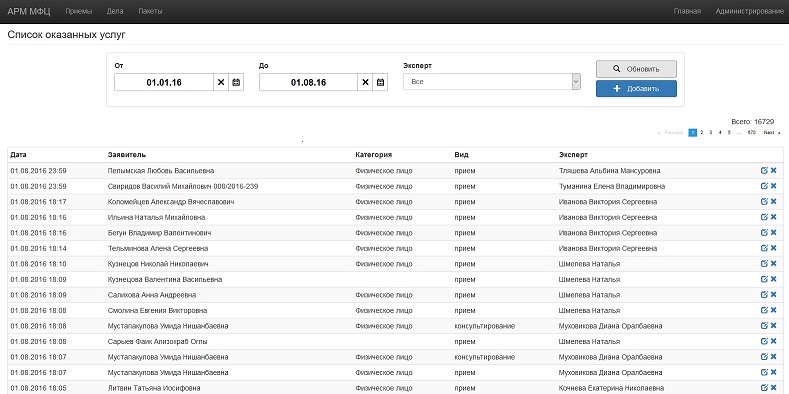 АРМ МФЦ Приемы Дела Пакеты Главная Администрирование
Список оказанных услуг
От До Эксперт
01.01.16 01.08.16 Все Обновить
Добавить
Всего: 16729
« Previous 1 2 3 4 5 ... 670 Next »
Дата Заявитель Категория Вид Эксперт
01.08.2016 23:59 Пелымская Любовь Васильевна Физическое лицо прием Тляшева Альбина Мансуровна
01.08.2016 23:59 Свиридов Василий Михайлович 008/2016-239 Физическое лицо прием Туманина Елена Владимировна
01.08.2016 18:17 Коломейцев Александр Вячеславович Физическое лицо прием Иванова Виктория Сергеевна
01.08.2016 18:16 Ильина Наталья Михайловна Физическое лицо прием Иванова Виктория Сергеевна
01.08.2016 18:16 Бегун Владимир Валентинович Физическое лицо прием Иванова Виктория Сергеевна
01.08.2016 18:14 Тельминова Алена Сергеевна Физическое лицо прием Иванова Виктория Сергеевна
01.08.2016 18:10 Кузнецов Николай Николаевич Физическое лицо прием Шмелева Наталья
01.08.2016 18:09 Кузнецова Валентина Васильевна прием Шмелева Наталья
01.08.2016 18:09 Салихова Анна Андреевна Физическое лицо прием Шмелева Наталья
01.08.2016 18:08 Смолина Евгения Викторовна Физическое лицо прием Шмелева Наталья
01.08.2016 18:08 Мустапакулова Умида Нишанбаевна Физическое лицо консультирование Муховикова Диана Оралбаевна
01.08.2016 18:08 Сарыев Фаик Ализохраб Оглы прием Шмелева Наталья
01.08.2016 18:07 Мустапакулова Умида Нишанбаевна Физическое лицо консультирование Муховикова Диана Оралбаевна
01.08.2016 18:07 Мустапакулова Умида Нишанбаевна Физическое лицо прием Муховикова Диана Оралбаевна
01.08.2016 18:05 Литвин Татьяна Иосифовна Физическое лицо прием Кочнева Екатерина Николаевна